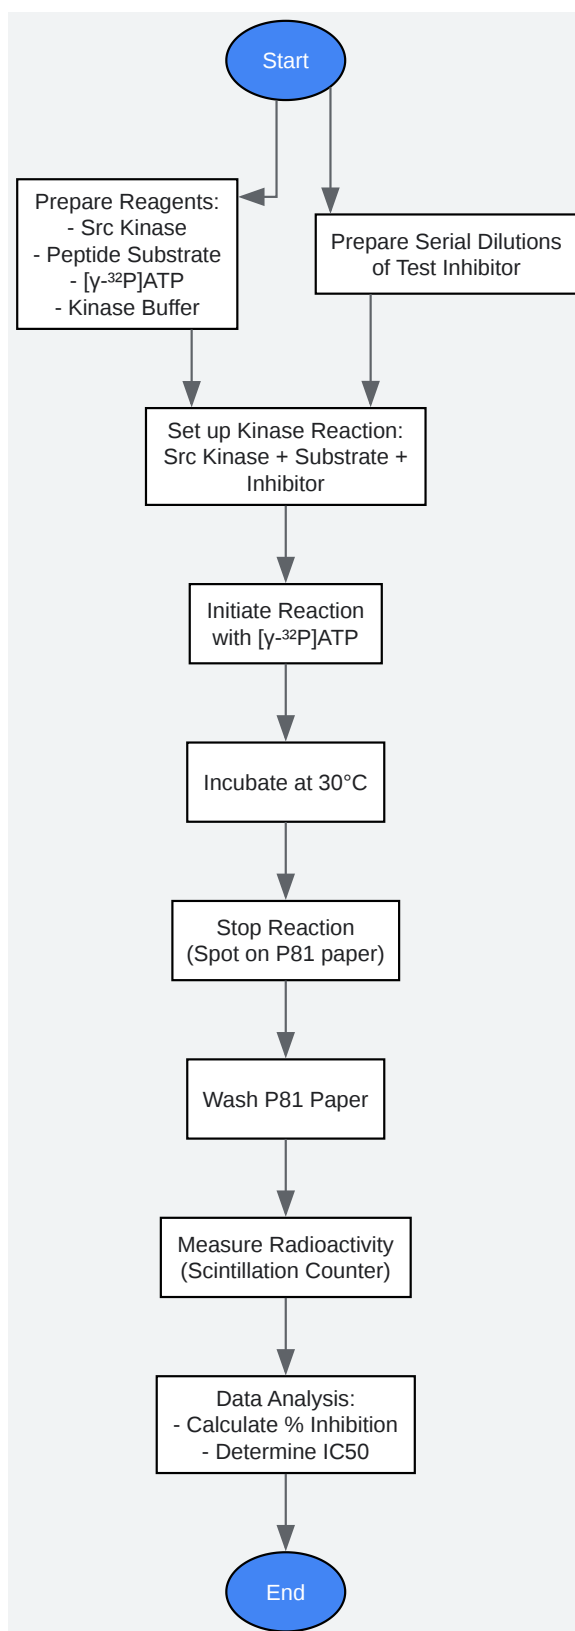 Start
Prepare Reagents:
- Src Kinase
- Peptide Substrate
- [γ-³²P]ATP
- Kinase Buffer
Prepare Serial Dilutions
of Test Inhibitor
Set up Kinase Reaction:
Src Kinase + Substrate +
Inhibitor
Initiate Reaction
with [γ-³²P]ATP
Incubate at 30°C
Stop Reaction
(Spot on P81 paper)
Wash P81 Paper
Measure Radioactivity
(Scintillation Counter)
Data Analysis:
- Calculate % Inhibition
- Determine IC50
End